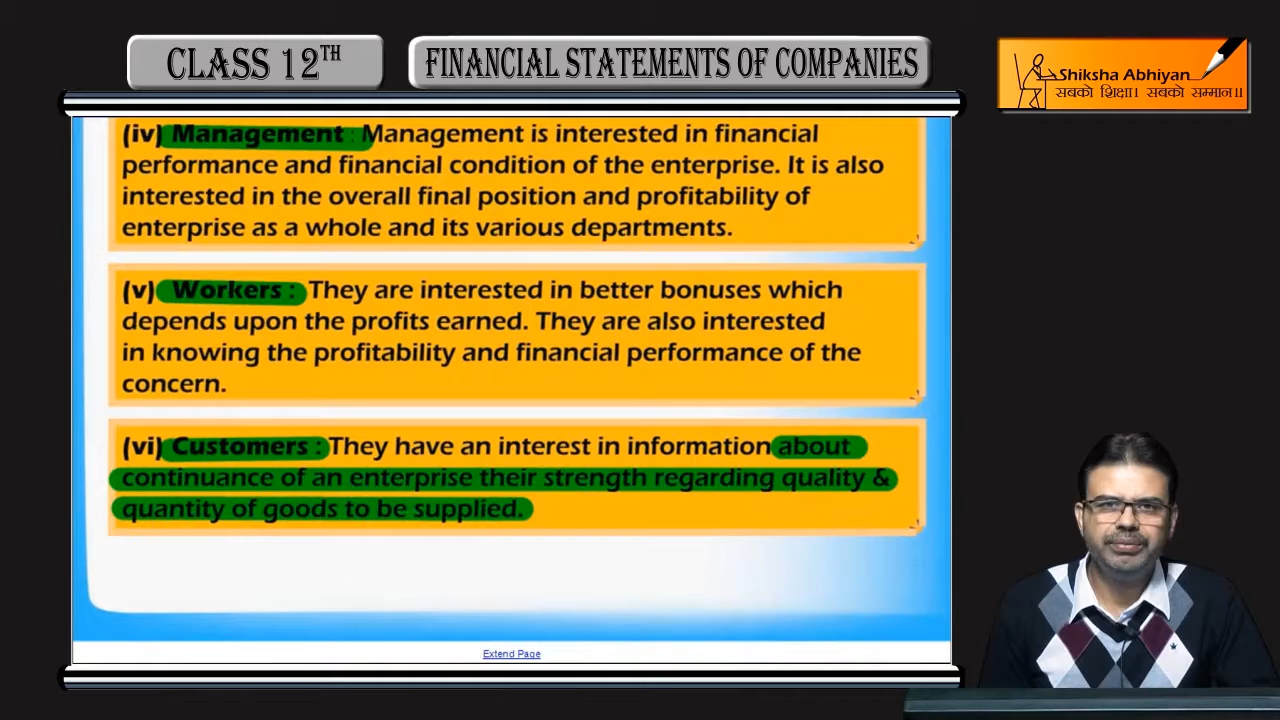 CLASS 12TH
FINANCIAL STATEMENTS OF COMPANIES
Shiksha Abhiyan
सबको शिक्षा। सबको सम्मान॥
(iv) Management : Management is interested in financial
performance and financial condition of the enterprise. It is also
interested in the overall final position and profitability of
enterprise as a whole and its various departments.
(v) Workers : They are interested in better bonuses which
depends upon the profits earned. They are also interested
in knowing the profitability and financial performance of the
concern.
(vi) Customers : They have an interest in information about
continuance of an enterprise their strength regarding quality &
quantity of goods to be supplied.
Extend Page